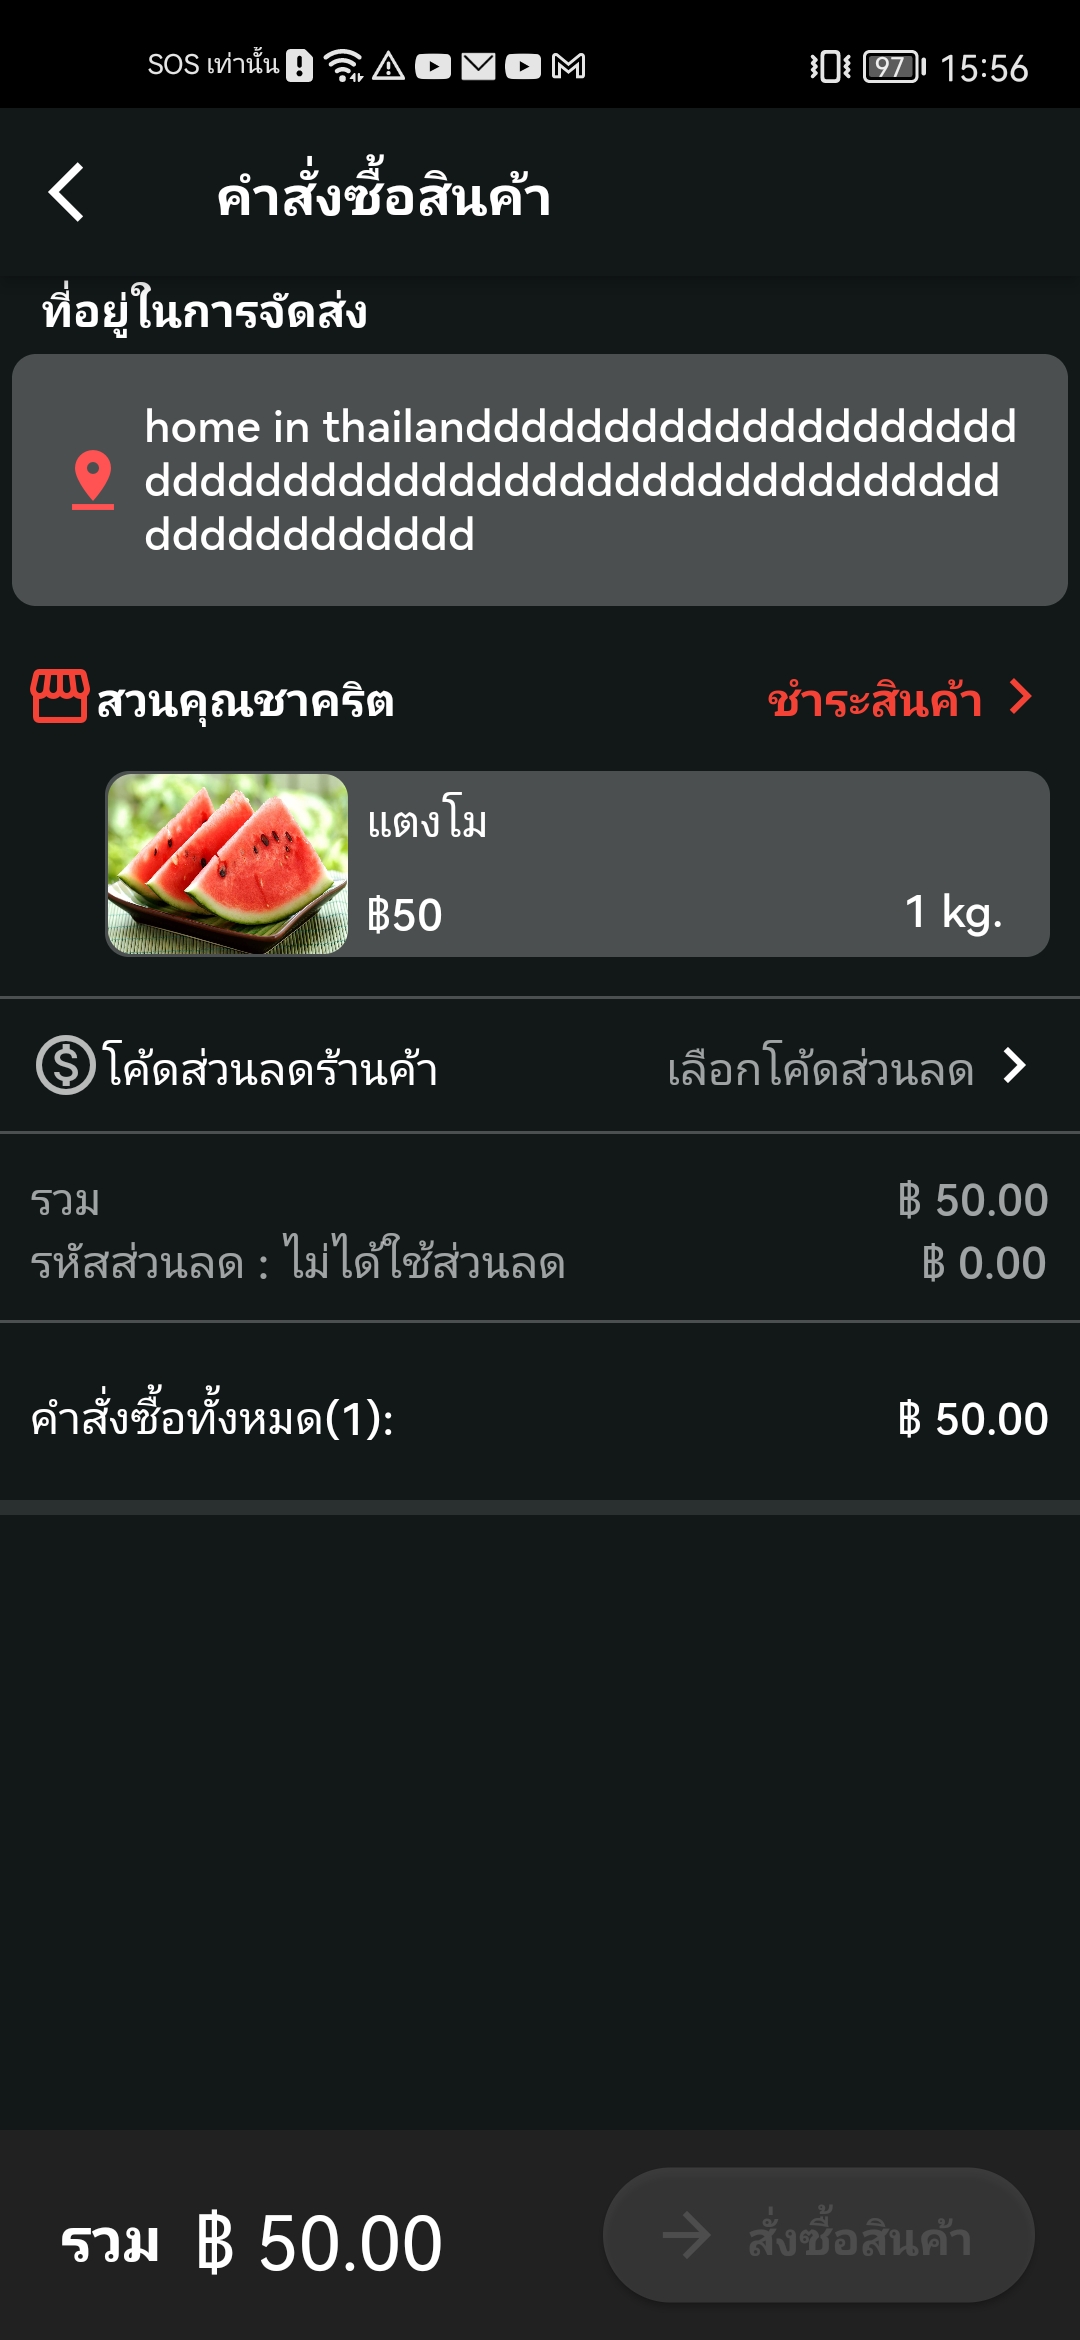 SOS เท่านั้น 97 15:56
คำสั่งซื้อสินค้า
ที่อยู่ในการจัดส่ง
home in thailandddddddddddddddddddd
ddddddddddddddddddddddddddddddd
dddddddddddd
สวนคุณชาคริต ชำระสินค้า
แตงโม
฿50 1 kg.
โค้ดส่วนลดร้านค้า เลือกโค้ดส่วนลด
รวม ฿ 50.00
รหัสส่วนลด : ไม่ได้ใช้ส่วนลด ฿ 0.00
คำสั่งซื้อทั้งหมด(1): ฿ 50.00
รวม ฿ 50.00 สั่งซื้อสินค้า